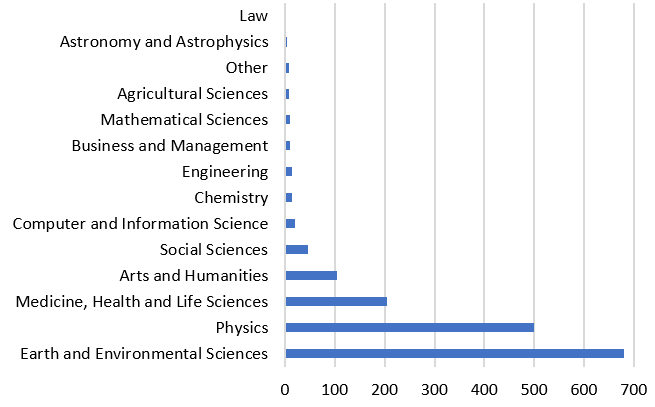 Law
Astronomy and Astrophysics
Other
Agricultural Sciences
Mathematical Sciences
Business and Management
Engineering
Chemistry
Computer and Information Science
Social Sciences
Arts and Humanities
Medicine, Health and Life Sciences
Physics
Earth and Environmental Sciences
0 100 200 300 400 500 600 700